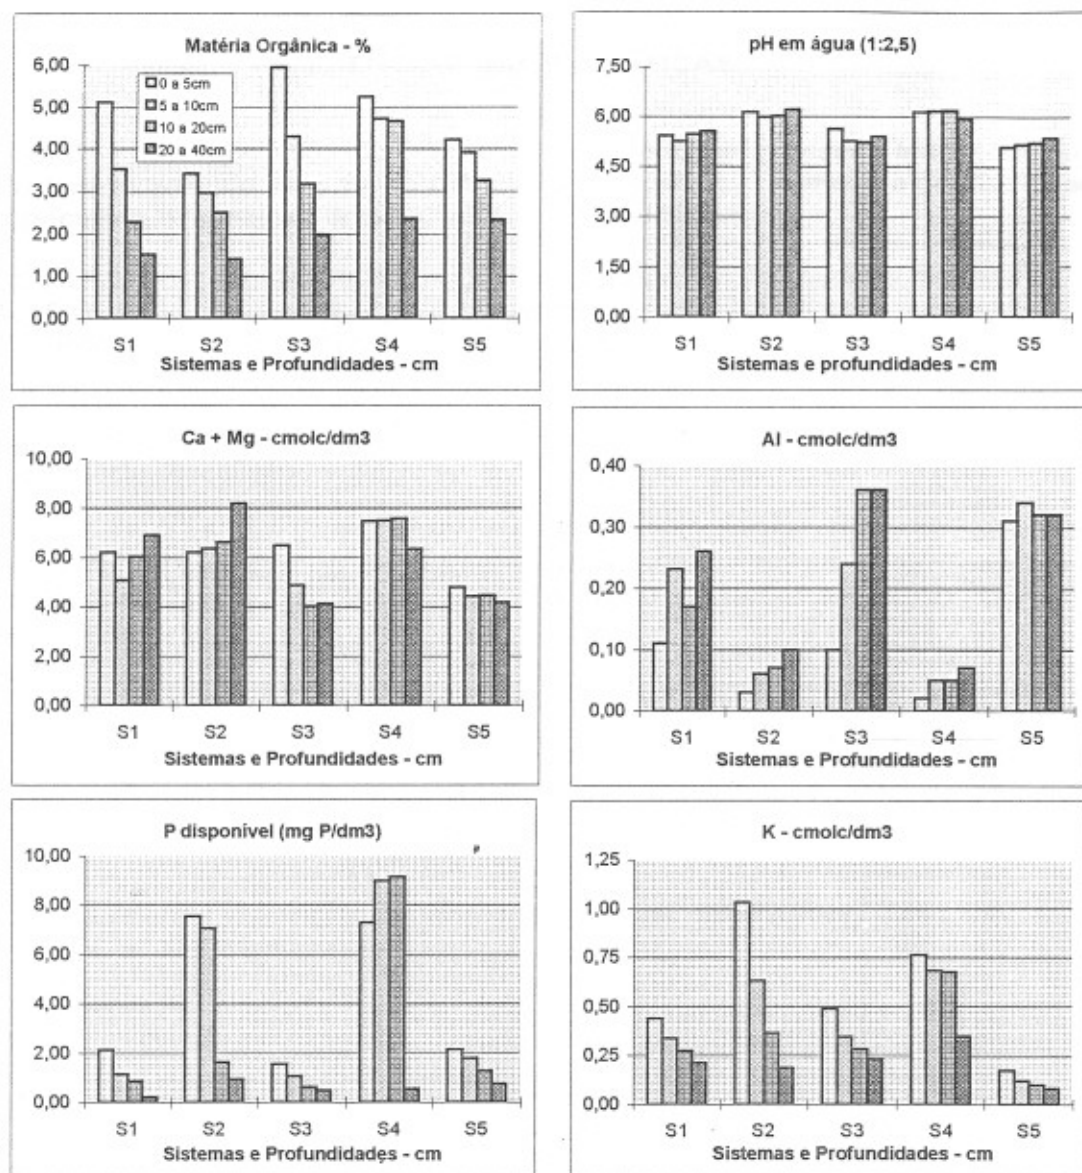 Matéria Orgânica - %
6,00
5,00
4,00
3,00
2,00
1,00
0,00
0 a 5cm
5 a 10cm
10 a 20cm
20 a 40cm
S1 S2 S3 S4 S5
Sistemas e Profundidades - cm
pH em água (1:2,5)
7,50
6,00
4,50
3,00
1,50
0,00
S1 S2 S3 S4 S5
Sistemas e profundidades - cm
Ca + Mg - cmolc/dm3
10,00
8,00
6,00
4,00
2,00
0,00
S1 S2 S3 S4 S5
Sistemas e Profundidades - cm
Al - cmolc/dm3
0,40
0,30
0,20
0,10
0,00
S1 S2 S3 S4 S5
Sistemas e Profundidades - cm
P disponível (mg P/dm3)
10,00
8,00
6,00
4,00
2,00
0,00
S1 S2 S3 S4 S5
Sistemas e Profundidades - cm
K - cmolc/dm3
1,25
1,00
0,75
0,50
0,25
0,00
S1 S2 S3 S4 S5
Sistemas e Profundidades - cm